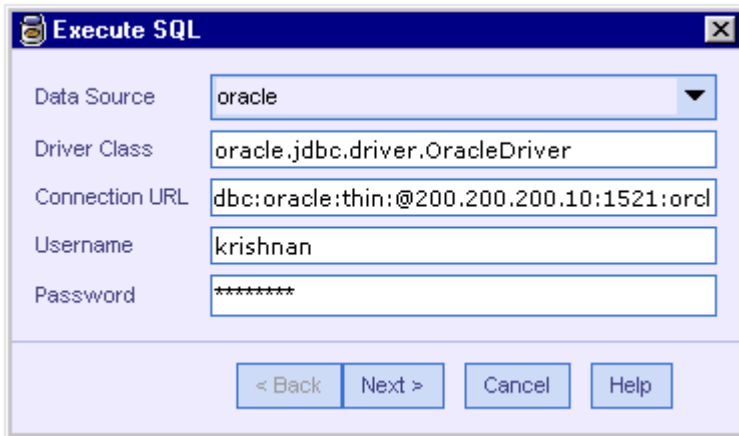 Execute SQL
Data Source oracle
Driver Class oracle.jdbc.driver.OracleDriver
Connection URL dbc:oracle:thin:@200.200.200.10:1521:orcl
Username krishnan
Password ********
< Back Next > Cancel Help